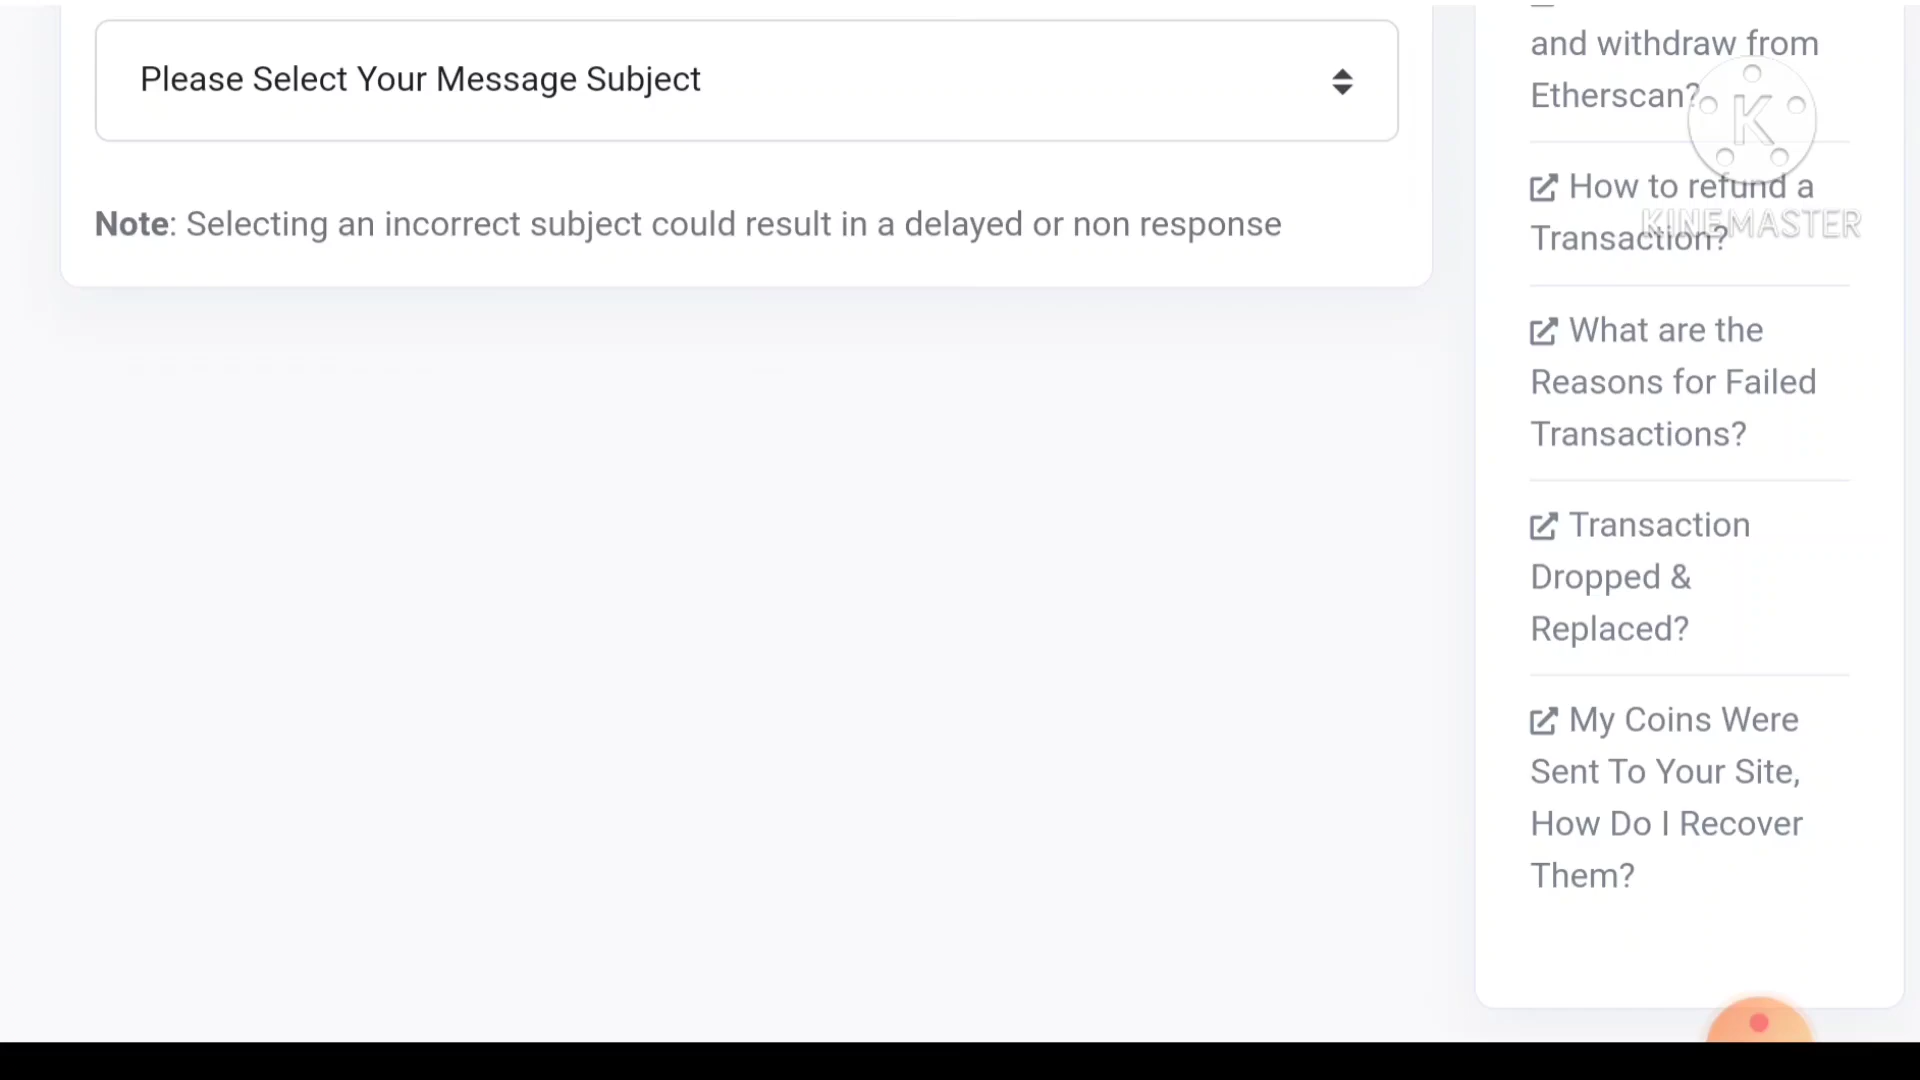 Please Select Your Message Subject
Note: Selecting an incorrect subject could result in a delayed or non response
and withdraw from
Etherscan?
How to refund a
Transaction?
What are the
Reasons for Failed
Transactions?
Transaction
Dropped &
Replaced?
My Coins Were
Sent To Your Site,
How Do I Recover
Them?
K
KINEMASTER